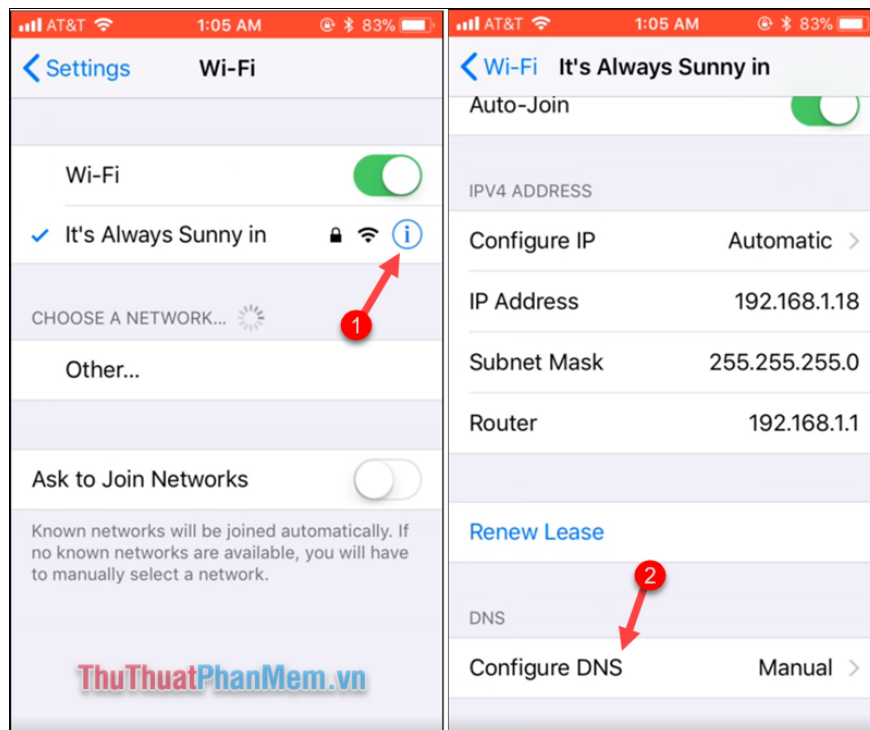 AT&T 1:05 AM 83%
Settings Wi-Fi
Wi-Fi
It's Always Sunny in
1
CHOOSE A NETWORK...
Other...
Ask to Join Networks
Known networks will be joined automatically. If
no known networks are available, you will have
to manually select a network.
ThuThuatPhanMem.vn
AT&T 1:05 AM 83%
Wi-Fi It's Always Sunny in
Auto-Join
IPV4 ADDRESS
Configure IP Automatic
IP Address 192.168.1.18
Subnet Mask 255.255.255.0
Router 192.168.1.1
Renew Lease
2
DNS
Configure DNS Manual